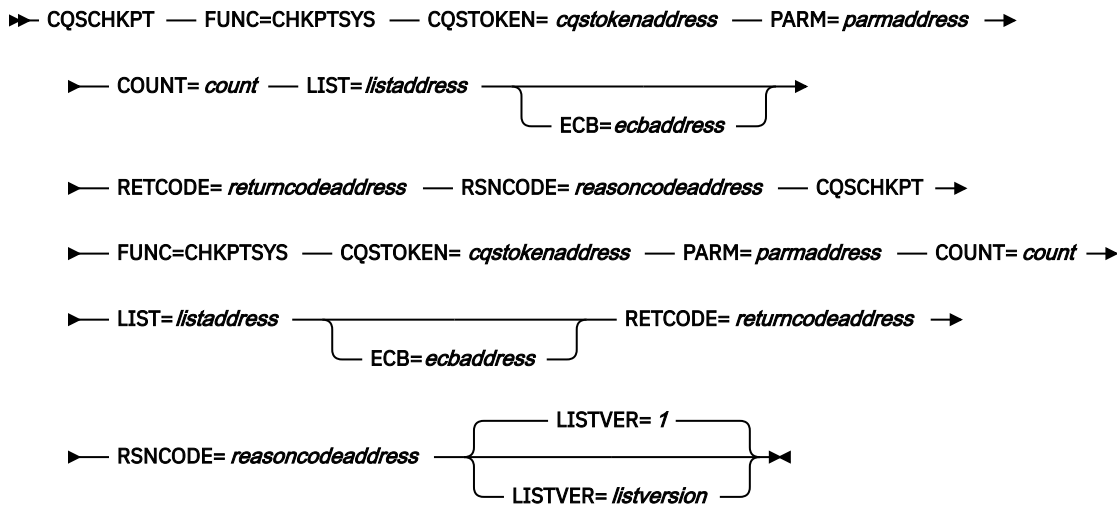 CQSCHKPT FUNC=CHKPTSYS CQSTOKEN= cqstokenaddress PARM= parmaddress
COUNT= count LIST= listaddress
ECB= ecbaddress
RETCODE= returncodeaddress RSNCODE= reasoncodeaddress CQSCHKPT
FUNC=CHKPTSYS CQSTOKEN= cqstokenaddress PARM= parmaddress COUNT= count
LIST= listaddress RETCODE= returncodeaddress
ECB= ecbaddress
LISTVER= 1
RSNCODE= reasoncodeaddress
LISTVER= listversion